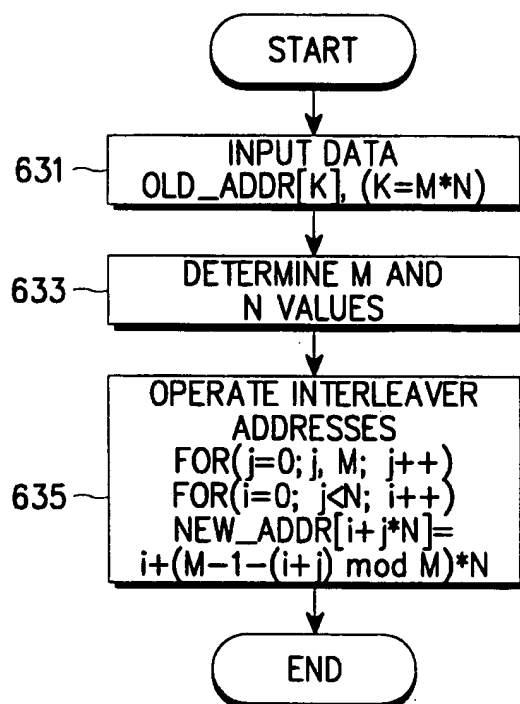 START
631
INPUT DATA
OLD_ADDR[K], (K=M*N)
633
DETERMINE M AND
N VALUES
635
OPERATE INTERLEAVER
ADDRESSES
FOR(j=0; j, M; j++)
FOR(i=0; j<N; i++)
NEW_ADDR[i+j*N]=
i+(M-1-(i+j) mod M)*N
END